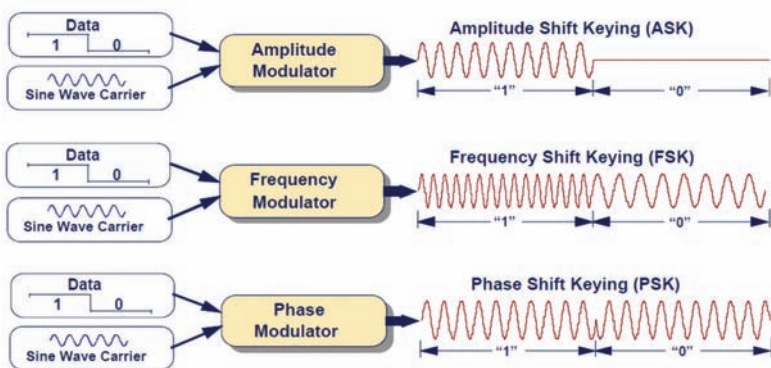 Data
1 0
Sine Wave Carrier
Amplitude
Modulator
Amplitude Shift Keying (ASK)
“1” “0”
Data
1 0
Sine Wave Carrier
Frequency
Modulator
Frequency Shift Keying (FSK)
“1” “0”
Data
1 0
Sine Wave Carrier
Phase
Modulator
Phase Shift Keying (PSK)
“1” “0”